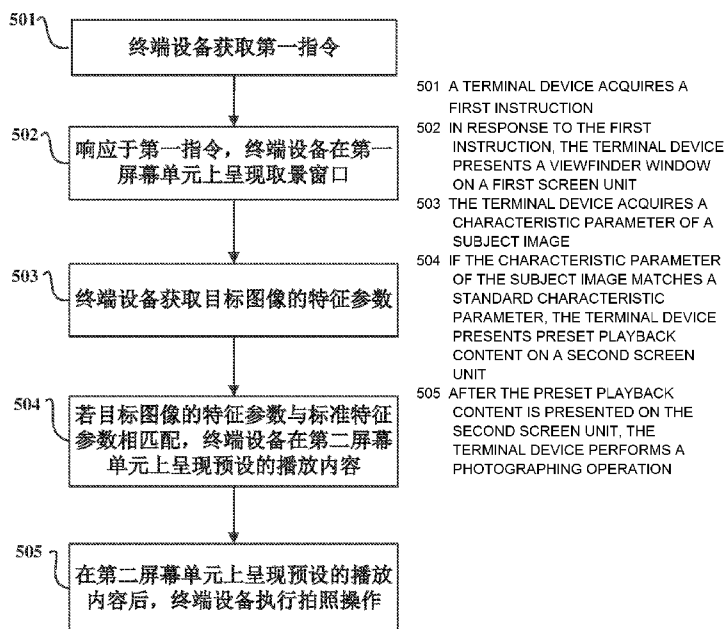 501
终端设备获取第一指令
502
响应于第一指令，终端设备在第一
屏幕单元上呈现取景窗口
503
终端设备获取目标图像的特征参数
504
若目标图像的特征参数与标准特征
参数相匹配，终端设备在第二屏幕
单元上呈现预设的播放内容
505
在第二屏幕单元上呈现预设的播放
内容后，终端设备执行拍照操作
501 A TERMINAL DEVICE ACQUIRES A
FIRST INSTRUCTION
502 IN RESPONSE TO THE FIRST
INSTRUCTION, THE TERMINAL DEVICE
PRESENTS A VIEWFINDER WINDOW
ON A FIRST SCREEN UNIT
503 THE TERMINAL DEVICE ACQUIRES A
CHARACTERISTIC PARAMETER OF A
SUBJECT IMAGE
504 IF THE CHARACTERISTIC PARAMETER
OF THE SUBJECT IMAGE MATCHES A
STANDARD CHARACTERISTIC
PARAMETER, THE TERMINAL DEVICE
PRESENTS PRESET PLAYBACK
CONTENT ON A SECOND SCREEN
UNIT
505 AFTER THE PRESET PLAYBACK
CONTENT IS PRESENTED ON THE
SECOND SCREEN UNIT, THE
TERMINAL DEVICE PERFORMS A
PHOTOGRAPHING OPERATION